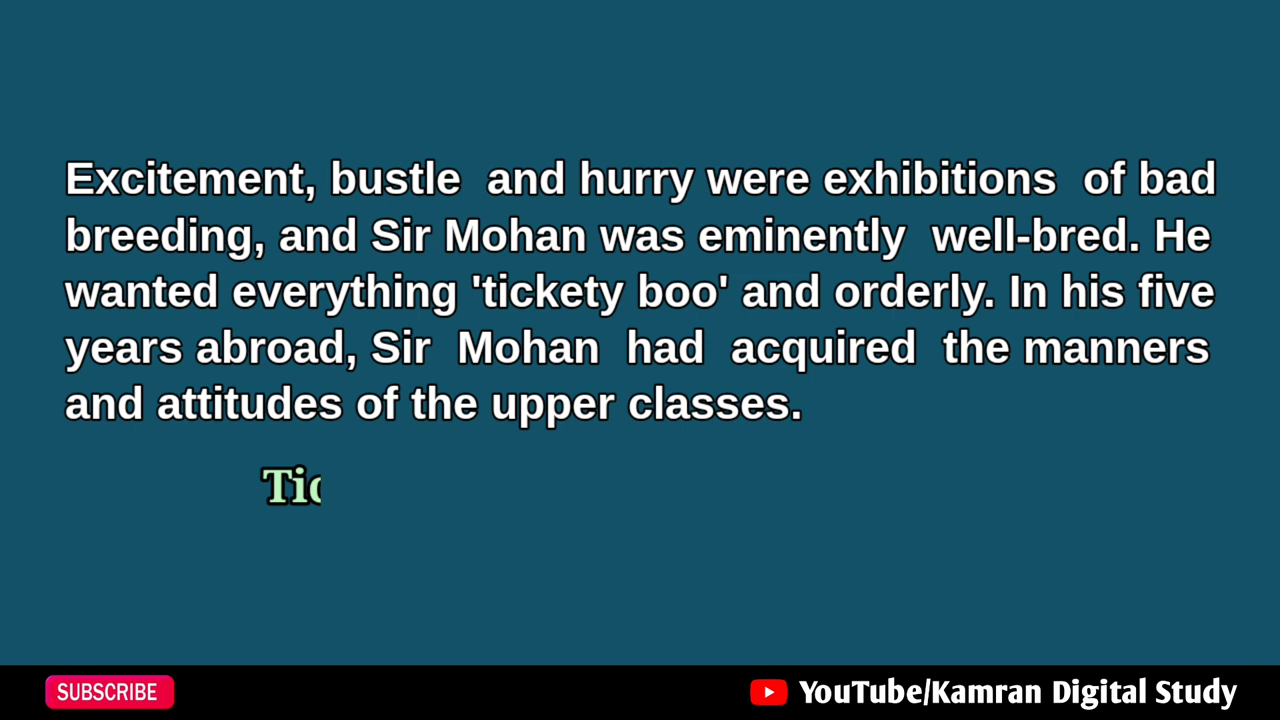 Excitement, bustle and hurry were exhibitions of bad
breeding, and Sir Mohan was eminently well-bred. He
wanted everything 'tickety boo' and orderly. In his five
years abroad, Sir Mohan had acquired the manners
and attitudes of the upper classes.
Tic
SUBSCRIBE
YouTube/Kamran Digital Study